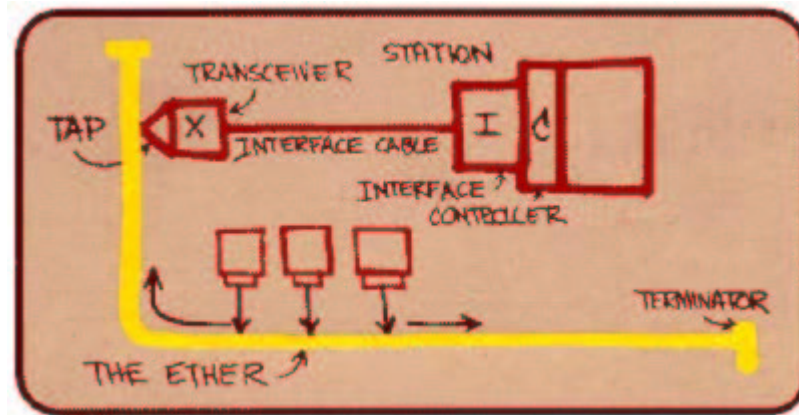 STATION
TRANSCEIVER
TAP
X
I
C
INTERFACE CABLE
INTERFACE
CONTROLLER
TERMINATOR
THE ETHER